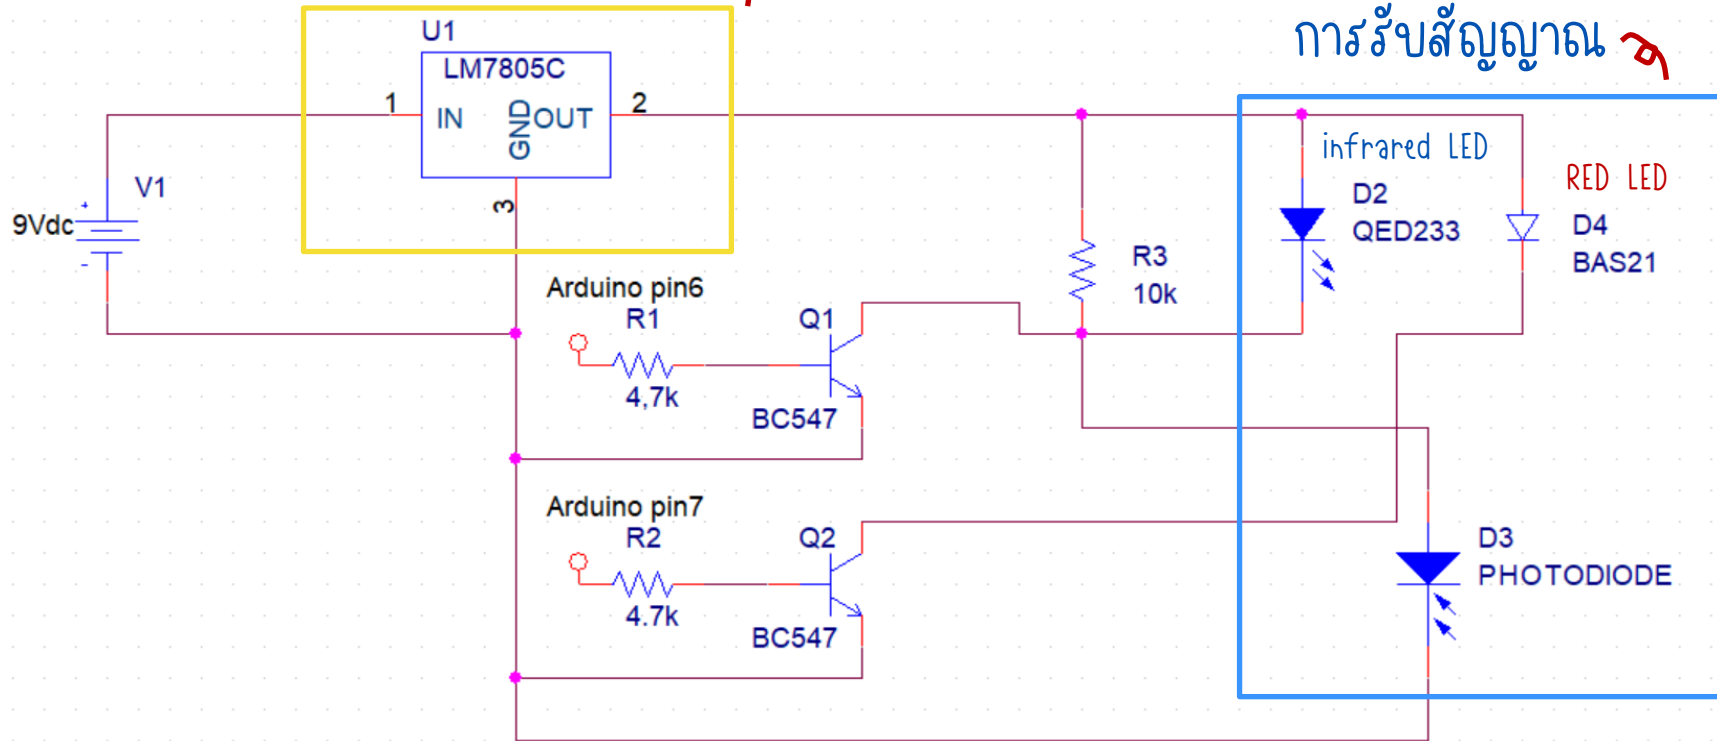 การรับสัญญาณ
U1
LM7805C
1
IN
GND
OUT
2
3
V1
9Vdc
+
-
infrared LED
RED LED
D2
QED233
D4
BAS21
R3
10k
Arduino pin6
R1
4,7k
Q1
BC547
Arduino pin7
R2
4.7k
Q2
BC547
D3
PHOTODIODE